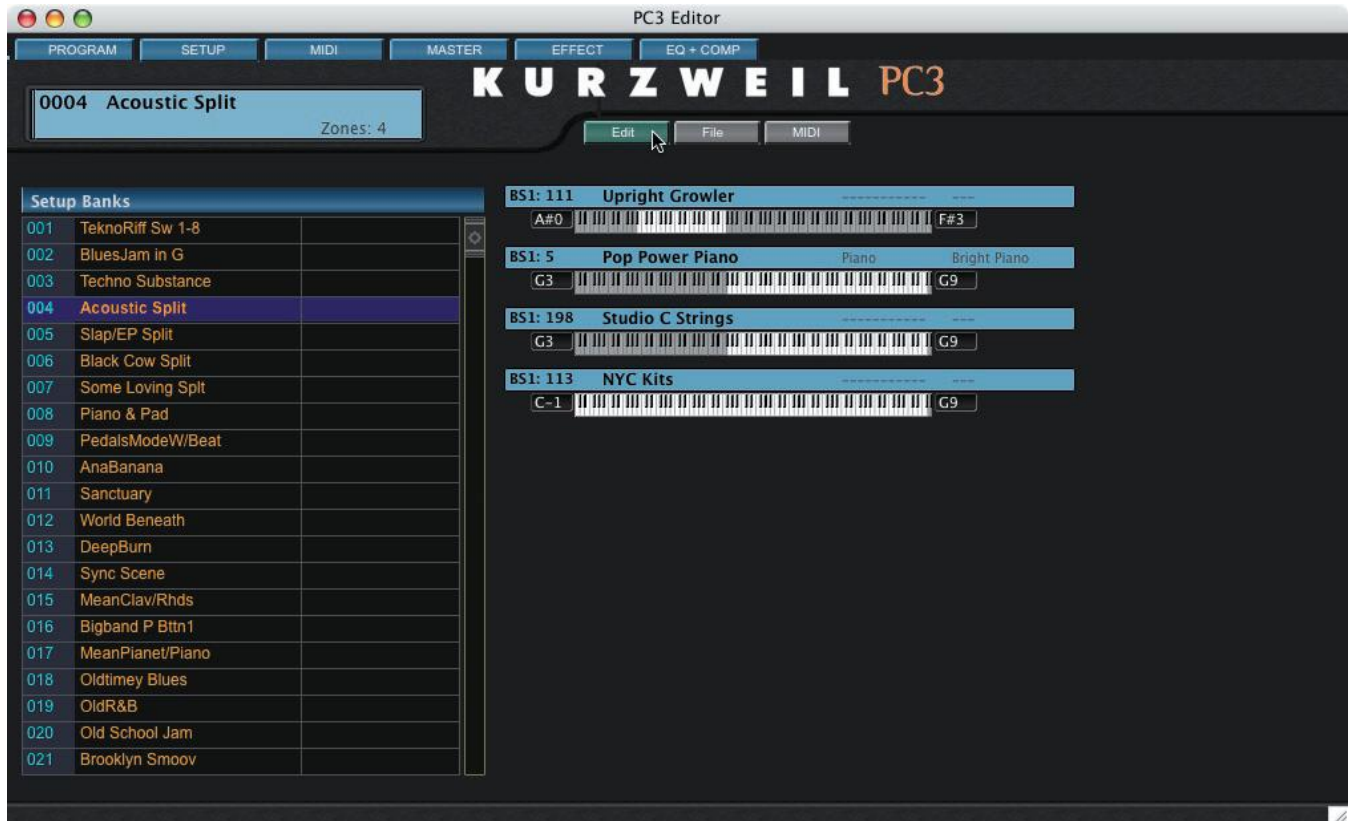 PC3 Editor
PROGRAM SETUP MIDI MASTER EFFECT EQ + COMP
KURZWEIL PC3
0004 Acoustic Split
Zones: 4
Edit File MIDI
Setup Banks
001 TeknoRiff Sw 1-8
002 BluesJam in G
003 Techno Substance
004 Acoustic Split
005 Slap/EP Split
006 Black Cow Split
007 Some Loving Splt
008 Piano & Pad
009 PedalsModeW/Beat
010 AnaBanana
011 Sanctuary
012 World Beneath
013 DeepBurn
014 Sync Scene
015 MeanClav/Rhds
016 Bigband P Bttn1
017 MeanPianet/Piano
018 Oldtimey Blues
019 OldR&B
020 Old School Jam
021 Brooklyn Smoov
BS1: 111 Upright Growler ----------- ---
A#0 F#3
BS1: 5 Pop Power Piano Piano Bright Piano
G3 G9
BS1: 198 Studio C Strings ----------- ---
G3 G9
BS1: 113 NYC Kits ----------- ---
C-1 G9